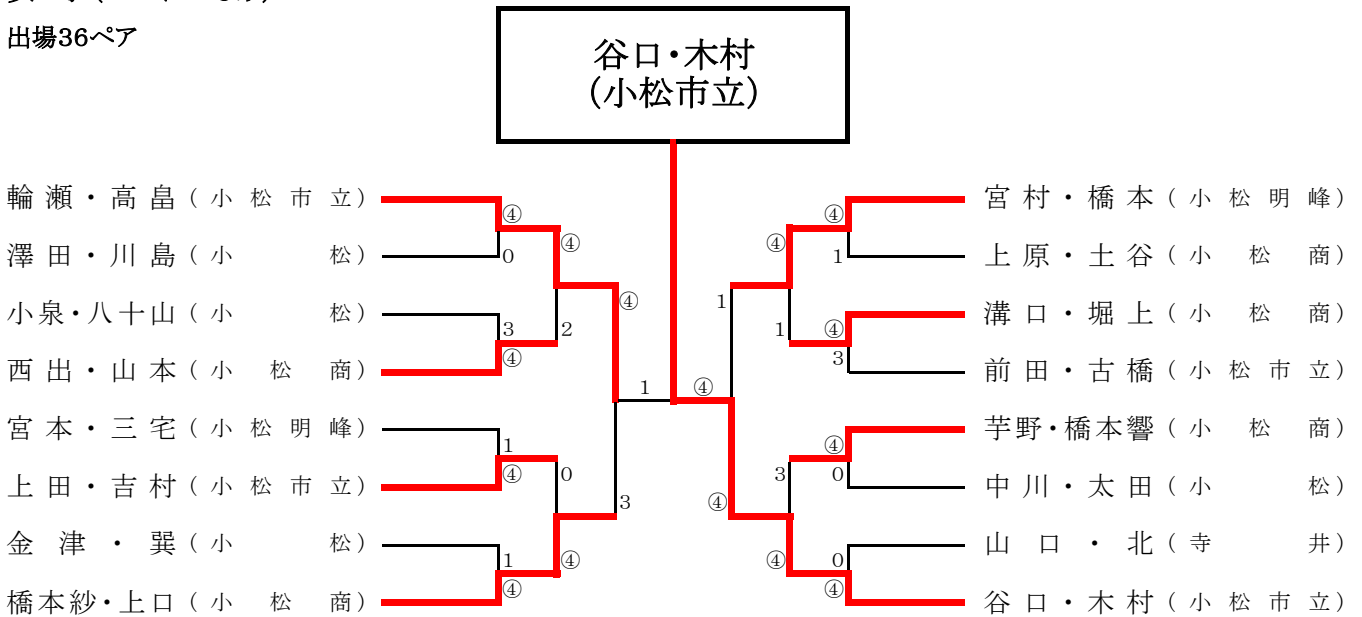 出場36ペア
谷口・木村
(小松市立)
輪瀬・高畠(小松市立)
澤田・川島(小松)
小泉・八十山(小松)
西出・山本(小松商)
宮本・三宅(小松明峰)
上田・吉村(小松市立)
金津・巽(小松)
橋本紗・上口(小松商)
④
0
3
④
1
④
1
④
④
2
0
④
④
3
1
④
1
④
④
1
3
④
④
1
④
3
④
0
0
④
宮村・橋本(小松明峰)
上原・土谷(小松商)
溝口・堀上(小松商)
前田・古橋(小松市立)
芋野・橋本響(小松商)
中川・太田(小松)
山口・北(寺井)
谷口・木村(小松市立)